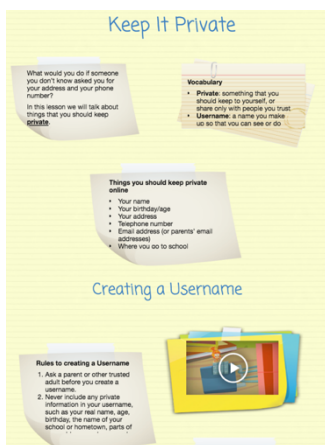 Keep It Private
What would you do if someone
you don't know asked you for
your address and your phone
number?
In this lesson we will talk about
things that you should keep
private.
Vocabulary
• Private: something that you
should keep to yourself, or
share only with people you trust
• Username: a name you make
up so that you can see or do
Things you should keep private
online
• Your name
• Your birthday/age
• Your address
• Telephone number
• Email address (or parents' email
addresses)
• Where you go to school
Creating a Username
Rules to creating a Username
1. Ask a parent or other trusted
adult before you create a
username.
2. Never include any private
information in your username,
such as your real name, age,
birthday, the name of your
school or hometown, parts of